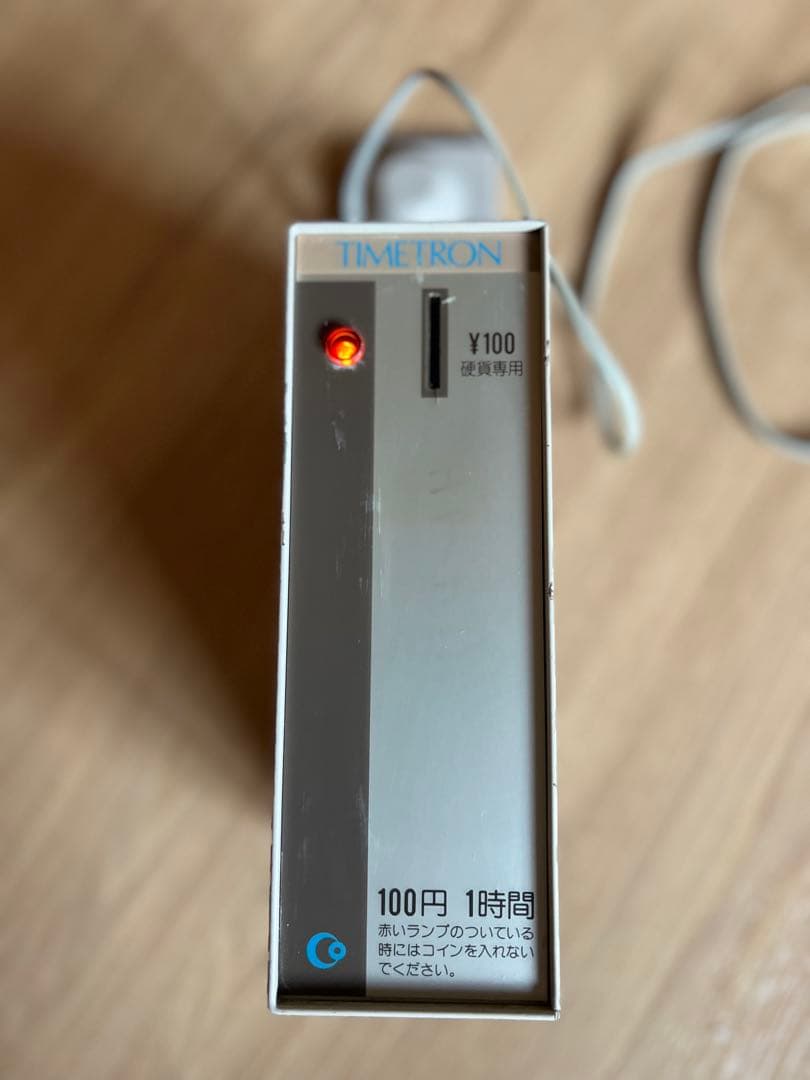 TIMETRON
¥100
硬貨専用
100円 1時間
赤いランプのついている
時にはコインを入れない
でください。